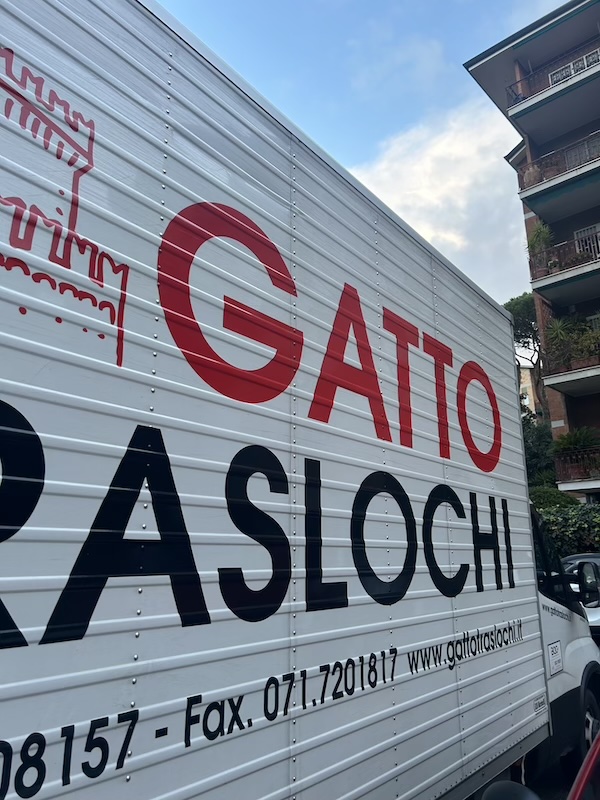 GATTO
RASLOCHI
08157 - Fax. 071.7201817 www.gattotraslochi.it